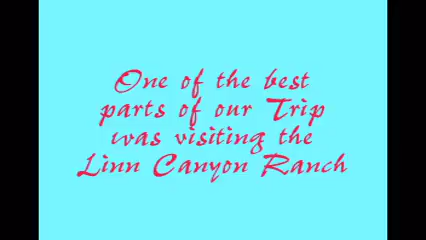 One of the best
parts of our Trip
was visiting the
Linn Canyon Ranch